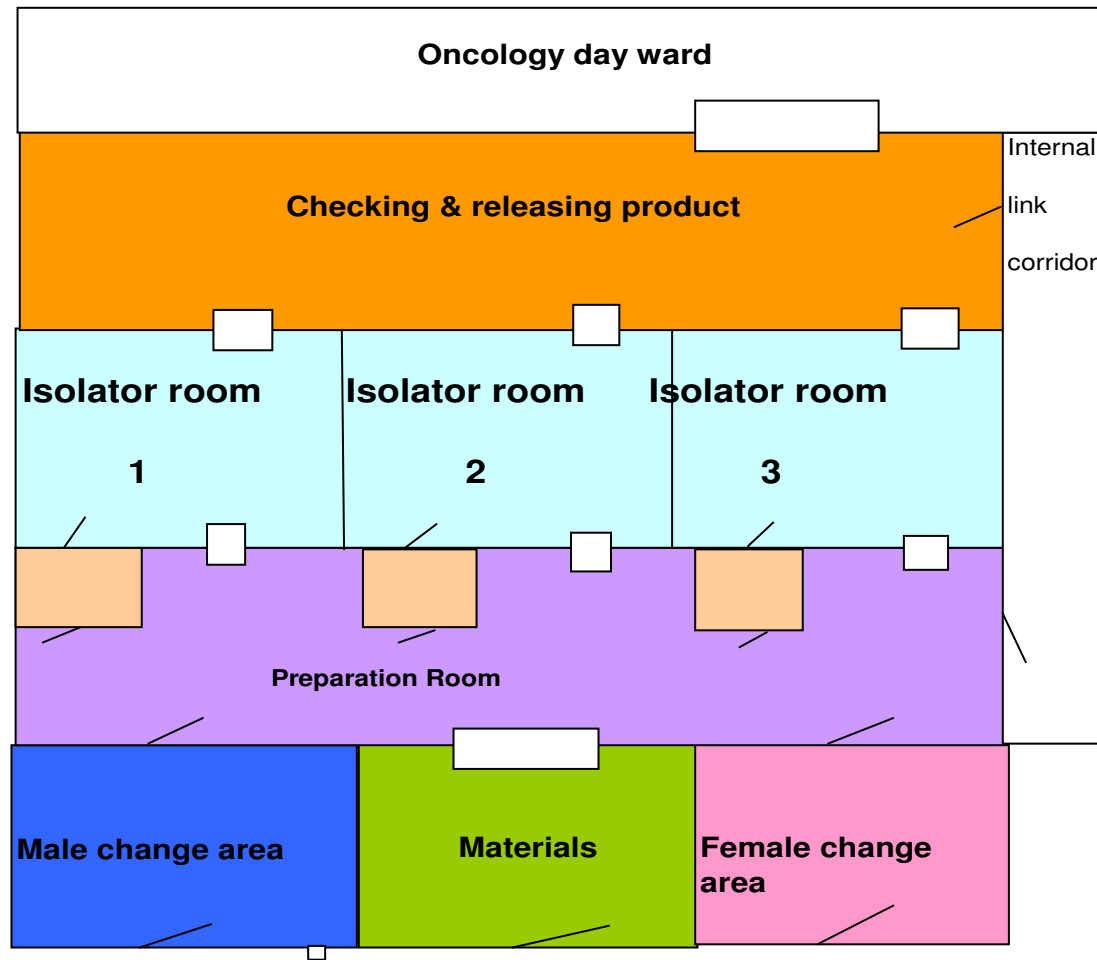 Oncology day ward
Internal
link
corridor
Checking & releasing product
Isolator room
1
Isolator room
2
Isolator room
3
Preparation Room
Male change area
Materials
Female change
area